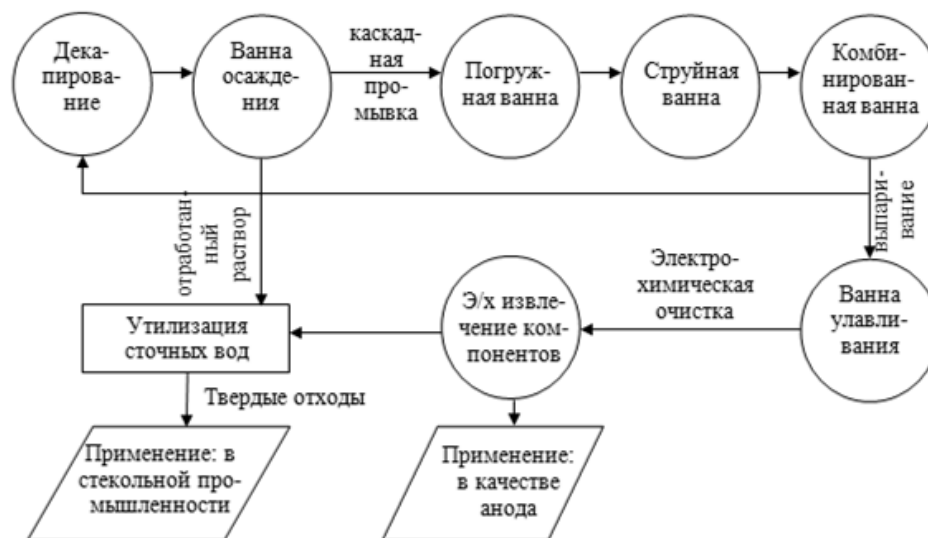 Дека-
пирова-
ние
Ванна
осажде-
ния
каскад-
ная
про-
мывка
Погруж-
ная ванна
Струйная
ванна
Комби-
нирован-
ная ванна
отработан-
ный
раствор
выпари-
вание
Электро-
химическая
очистка
Э/х извле-
чение ком-
понентов
Ванна
улавли-
вания
Утилизация
сточных вод
Твердые отходы
Применение: в
стекольной про-
мышленности
Применение:
в качестве
анода